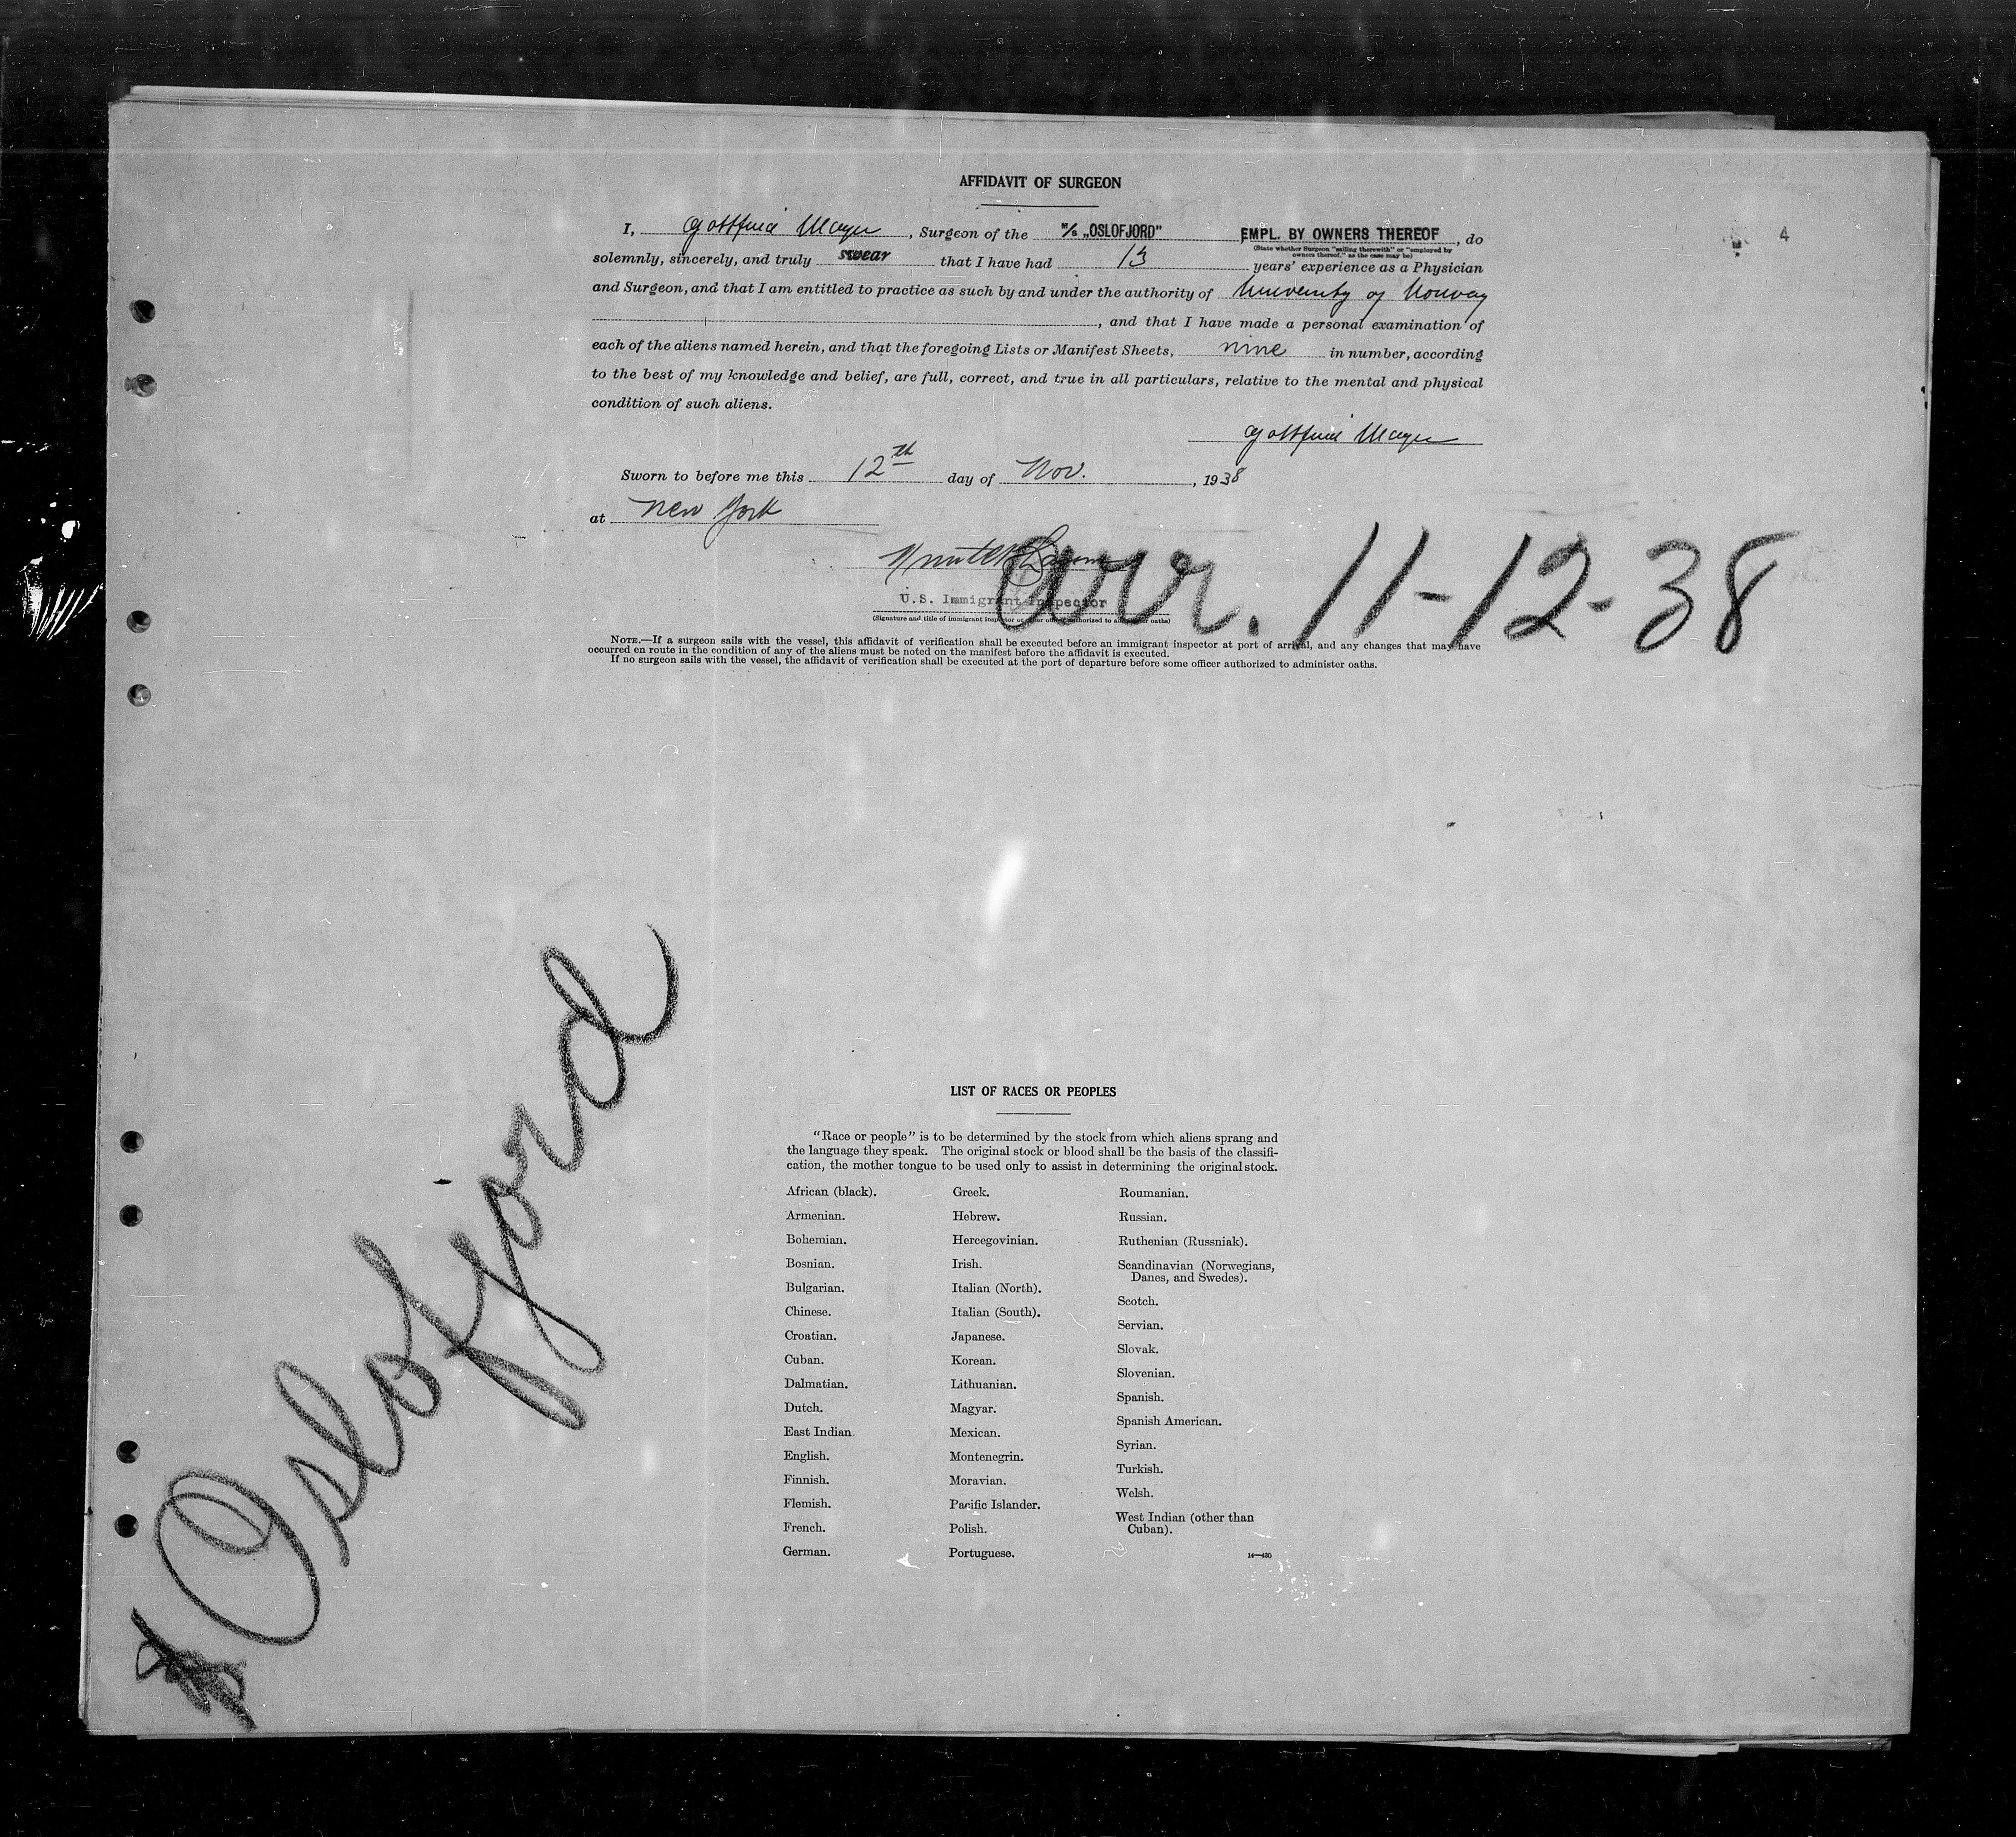 AFFIDAVIT OF SURGEON
4
I, Gottfried Mayer, Surgeon of the M/S „OSLOFJORD" EMPL. BY OWNERS THEREOF, do
(State whether Surgeon "sailing therewith" or "employed by
owners thereof," as the case may be)
solemnly, sincerely, and truly swear that I have had 13 years' experience as a Physician
and Surgeon, and that I am entitled to practice as such by and under the authority of University of Norway
, and that I have made a personal examination of
each of the aliens named herein, and that the foregoing Lists or Manifest Sheets, nine in number, according
to the best of my knowledge and belief, are full, correct, and true in all particulars, relative to the mental and physical
condition of such aliens.
Gottfried Mayer
Sworn to before me this 12th day of Nov., 1938
at New York
arr. 11-12-38
U.S. Immigrant Inspector
(Signature and title of immigrant inspector or other officer authorized to administer oaths)
NOTE.—If a surgeon sails with the vessel, this affidavit of verification shall be executed before an immigrant inspector at port of arrival, and any changes that may have
occurred en route in the condition of any of the aliens must be noted on the manifest before the affidavit is executed.
If no surgeon sails with the vessel, the affidavit of verification shall be executed at the port of departure before some officer authorized to administer oaths.
Oslofjord
LIST OF RACES OR PEOPLES
"Race or people" is to be determined by the stock from which aliens sprang and
the language they speak. The original stock or blood shall be the basis of the classifi-
cation, the mother tongue to be used only to assist in determining the original stock.
African (black).
Armenian.
Bohemian.
Bosnian.
Bulgarian.
Chinese.
Croatian.
Cuban.
Dalmatian.
Dutch.
East Indian.
English.
Finnish.
Flemish.
French.
German.
Greek.
Hebrew.
Hercegovinian.
Irish.
Italian (North).
Italian (South).
Japanese.
Korean.
Lithuanian.
Magyar.
Mexican.
Montenegrin.
Moravian.
Pacific Islander.
Polish.
Portuguese.
Roumanian.
Russian.
Ruthenian (Russniak).
Scandinavian (Norwegians,
Danes, and Swedes).
Scotch.
Servian.
Slovak.
Slovenian.
Spanish.
Spanish American.
Syrian.
Turkish.
Welsh.
West Indian (other than
Cuban).
14—430